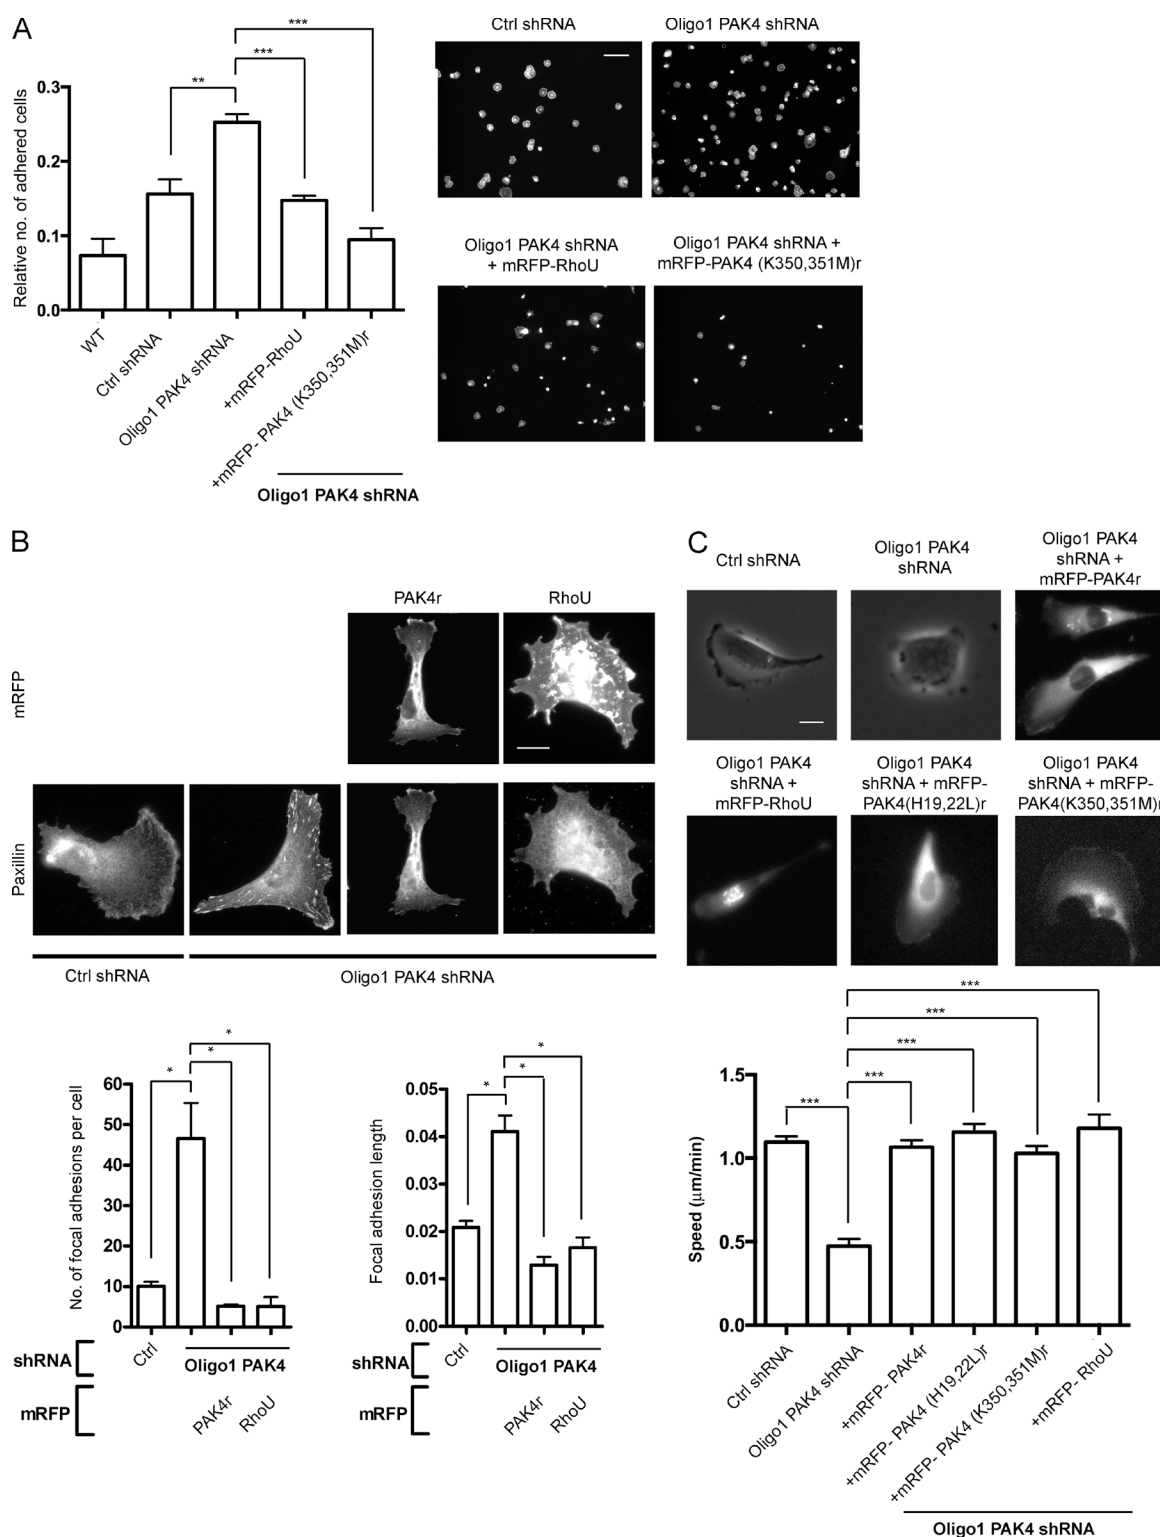 A
***
***
**
Relative no. of adhered cells
0.3
0.2
0.1
0.0
WT
Ctrl shRNA
Oligo1 PAK4 shRNA
+mRFP-RhoU
+mRFP- PAK4 (K350,351M)r
Oligo1 PAK4 shRNA
Ctrl shRNA
Oligo1 PAK4 shRNA
Oligo1 PAK4 shRNA
+ mRFP-RhoU
Oligo1 PAK4 shRNA +
mRFP-PAK4 (K350,351M)r
B
PAK4r
RhoU
mRFP
Paxillin
Ctrl shRNA
Oligo1 PAK4 shRNA
No. of focal adhesions per cell
60
50
40
30
20
10
0
*
*
*
Ctrl
Oligo1 PAK4
shRNA
mRFP
PAK4r
RhoU
Focal adhesion length
0.05
0.04
0.03
0.02
0.01
0.00
*
*
*
Ctrl
Oligo1 PAK4
shRNA
mRFP
PAK4r
RhoU
C
Ctrl shRNA
Oligo1 PAK4
shRNA
Oligo1 PAK4
shRNA +
mRFP-PAK4r
Oligo1 PAK4
shRNA +
mRFP-RhoU
Oligo1 PAK4
shRNA + mRFP-
PAK4(H19,22L)r
Oligo1 PAK4
shRNA + mRFP-
PAK4(K350,351M)r
***
***
***
***
***
Speed (µm/min)
1.5
1.0
0.5
0.0
Ctrl shRNA
Oligo1 PAK4 shRNA
+mRFP- PAK4r
+mRFP- PAK4 (H19,22L)r
+mRFP- PAK4 (K350,351M)r
+mRFP- RhoU
Oligo1 PAK4 shRNA